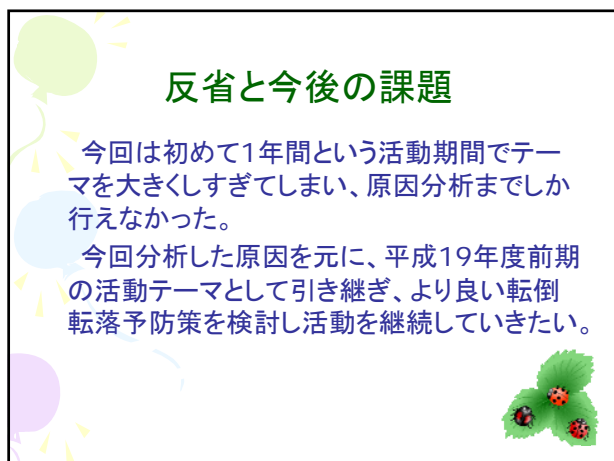 反省と今後の課題
今回は初めて1年間という活動期間でテー
マを大きくしすぎてしまい、原因分析までしか
行えなかった。
今回分析した原因を元に、平成19年度前期
の活動テーマとして引き継ぎ、より良い転倒
転落予防策を検討し活動を継続していきたい。